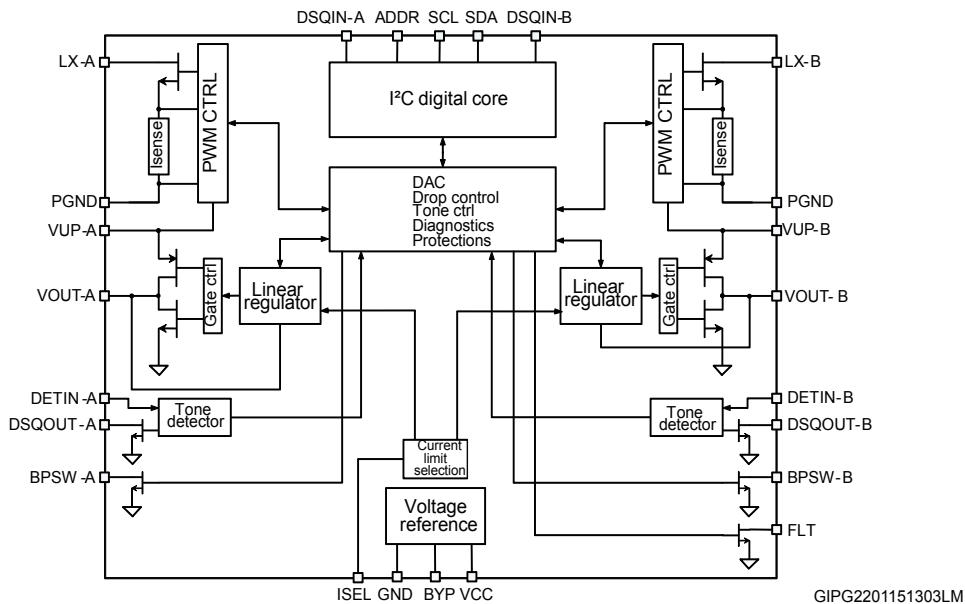 DSQIN-A ADDR SCL SDA DSQIN-B
LX-A
LX-B
I²C digital core
PWM CTRL
PWM CTRL
Isense
Isense
PGND
PGND
VUP-A
VUP-B
DAC
Drop control
Tone ctrl
Diagnostics
Protections
VOUT-A
VOUT-B
Gate ctrl
Linear
regulator
Linear
regulator
Gate ctrl
DETIN-A
DETIN-B
Tone
detector
Tone
detector
DSQOUT-A
DSQOUT-B
Current
limit
selection
BPSW-A
BPSW-B
Voltage
reference
FLT
ISEL GND BYP VCC
GIPG2201151303LM